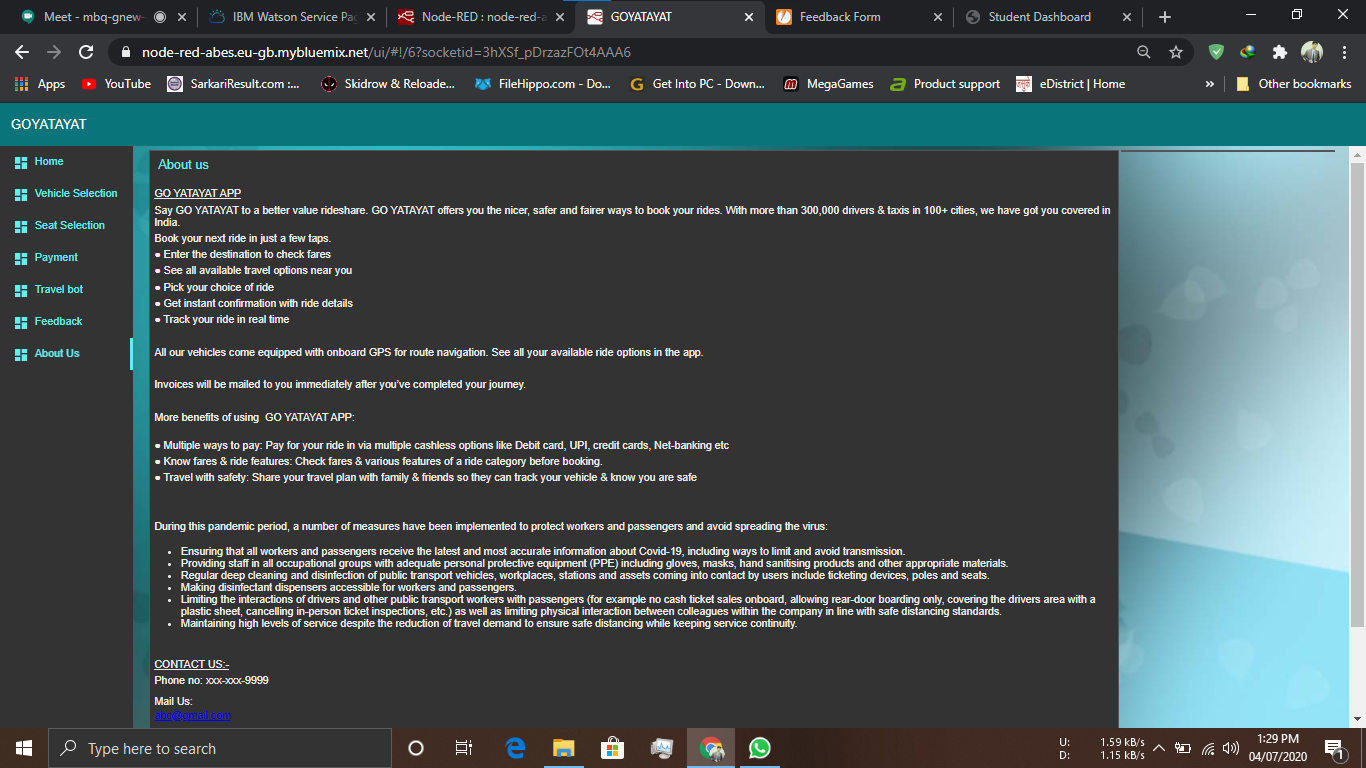 Meet - mbq-gnew-
IBM Watson Service Pag
Node-RED : node-red-a
GOYATAYAT
Feedback Form
Student Dashboard
node-red-abes.eu-gb.mybluemix.net/ui/#!/6?socketid=3hXSf_pDrzazFOt4AAA6
Apps
YouTube
SarkariResult.com :...
Skidrow & Reloade...
FileHippo.com - Do...
Get Into PC - Down...
MegaGames
Product support
eDistrict | Home
»
Other bookmarks
GOYATAYAT
Home
Vehicle Selection
Seat Selection
Payment
Travel bot
Feedback
About Us
About us
GO YATAYAT APP
Say GO YATAYAT to a better value rideshare. GO YATAYAT offers you the nicer, safer and fairer ways to book your rides. With more than 300,000 drivers & taxis in 100+ cities, we have got you covered in
India.
Book your next ride in just a few taps.
● Enter the destination to check fares
● See all available travel options near you
● Pick your choice of ride
● Get instant confirmation with ride details
● Track your ride in real time
All our vehicles come equipped with onboard GPS for route navigation. See all your available ride options in the app.
Invoices will be mailed to you immediately after you've completed your journey.
More benefits of using  GO YATAYAT APP:
● Multiple ways to pay: Pay for your ride in via multiple cashless options like Debit card, UPI, credit cards, Net-banking etc
● Know fares & ride features: Check fares & various features of a ride category before booking.
● Travel with safety: Share your travel plan with family & friends so they can track your vehicle & know you are safe
During this pandemic period, a number of measures have been implemented to protect workers and passengers and avoid spreading the virus:
• Ensuring that all workers and passengers receive the latest and most accurate information about Covid-19, including ways to limit and avoid transmission.
• Providing staff in all occupational groups with adequate personal protective equipment (PPE) including gloves, masks, hand sanitising products and other appropriate materials.
• Regular deep cleaning and disinfection of public transport vehicles, workplaces, stations and assets coming into contact by users include ticketing devices, poles and seats.
• Making disinfectant dispensers accessible for workers and passengers.
• Limiting the interactions of drivers and other public transport workers with passengers (for example no cash ticket sales onboard, allowing rear-door boarding only, covering the drivers area with a
plastic sheet, cancelling in-person ticket inspections, etc.) as well as limiting physical interaction between colleagues within the company in line with safe distancing standards.
• Maintaining high levels of service despite the reduction of travel demand to ensure safe distancing while keeping service continuity.
CONTACT US:-
Phone no: xxx-xxx-9999
Mail Us:
abc@gmail.com
Type here to search
U: 1.59 kB/s
D: 1.15 kB/s
1:29 PM
04/07/2020
1